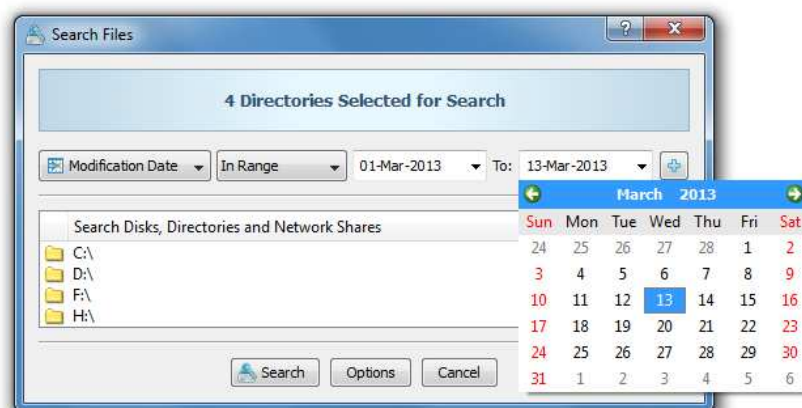 Search Files
?
4 Directories Selected for Search
Modification Date In Range 01-Mar-2013 To: 13-Mar-2013
March 2013
Sun Mon Tue Wed Thu Fri Sat
24 25 26 27 28 1 2
3 4 5 6 7 8 9
10 11 12 13 14 15 16
17 18 19 20 21 22 23
24 25 26 27 28 29 30
31 1 2 3 4 5 6
Search Disks, Directories and Network Shares
C:\
D:\
F:\
H:\
Search Options Cancel